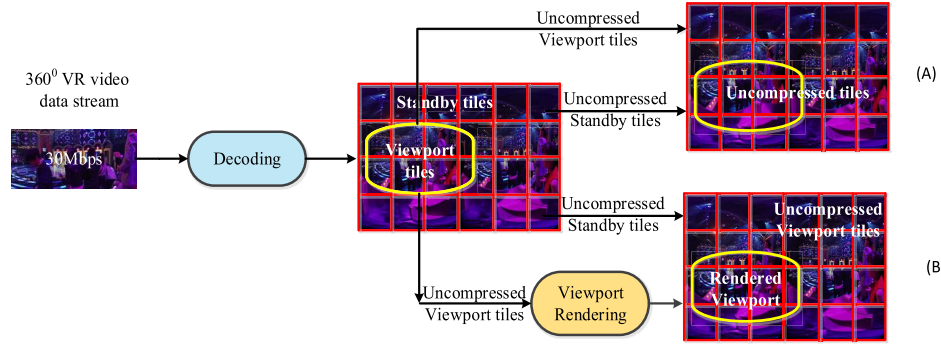 360⁰ VR video
data stream
30Mbps
Decoding
Standby tiles
Viewport
tiles
Uncompressed
Viewport tiles
Uncompressed
Standby tiles
Uncompressed tiles
(A)
Uncompressed
Standby tiles
Uncompressed
Viewport tiles
Viewport
Rendering
Uncompressed
Viewport tiles
Rendered
Viewport
(B